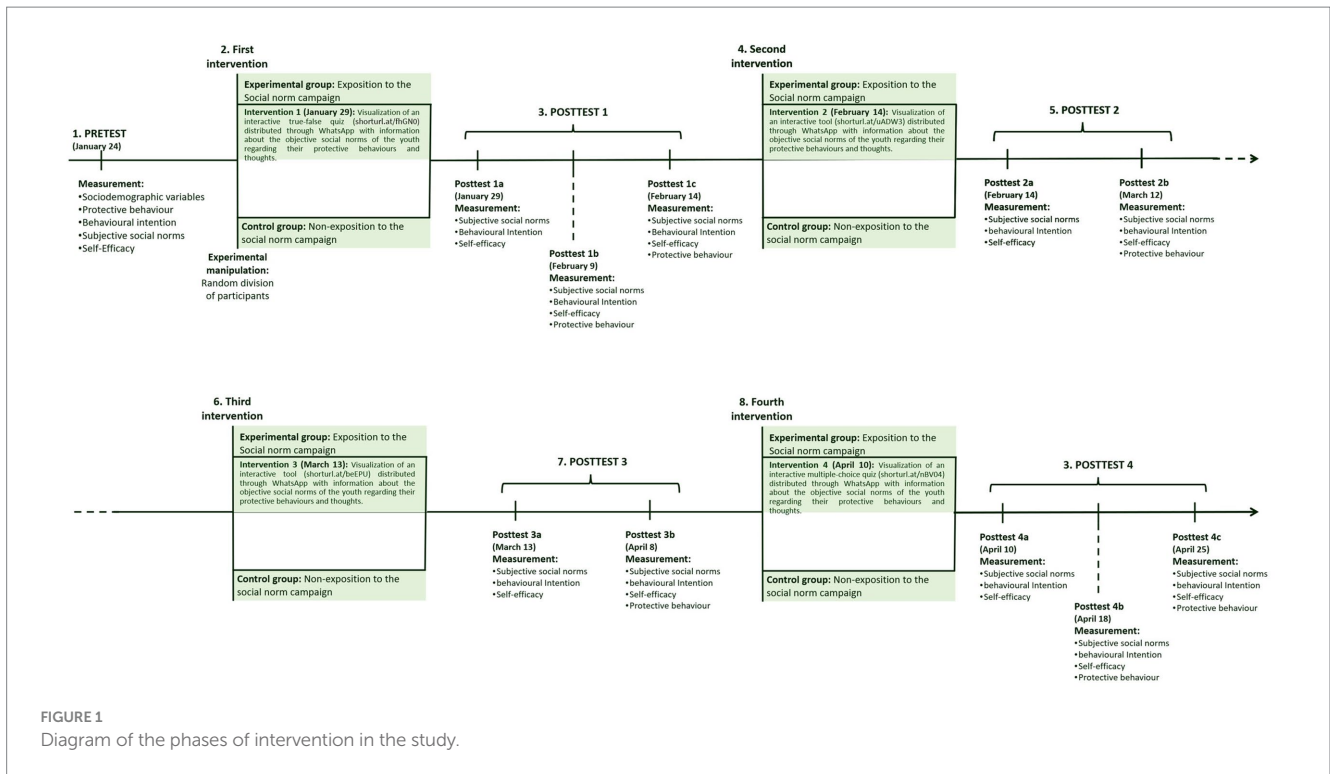 2. First
intervention
4. Second
intervention
Experimental group: Exposition to the
Social norm campaign
Intervention 1 (January 29): Visualization of an
interactive true-false quiz (shorturl.at/fhGN0)
distributed through WhatsApp with information
about the objective social norms of the youth
regarding their protective behaviours and
thoughts.
Experimental group: Exposition to the
Social norm campaign
Intervention 2 (February 14): Visualization of
an interactive tool (shorturl.at/uADW3) distributed
through WhatsApp with information about the
objective social norms of the youth regarding their
protective behaviours and thoughts.
3. POSTTEST 1
5. POSTTEST 2
1. PRETEST
(January 24)
Measurement:
•Sociodemographic variables
•Protective behaviour
•Behavioural intention
•Subjective social norms
•Self-Efficacy
Control group: Non-exposition to the
social norm campaign
Experimental
manipulation:
Random division
of participants
Posttest 1a
(January 29)
Measurement:
•Subjective social norms
•Behavioural Intention
•Self-efficacy
Posttest 1b
(February 9)
Measurement:
•Subjective social norms
•Behavioural Intention
•Self-efficacy
•Protective behaviour
Posttest 1c
(February 14)
Measurement:
•Subjective social norms
•Behavioural Intention
•Self-efficacy
•Protective behaviour
Control group: Non-exposition to the
social norm campaign
Posttest 2a
(February 14)
Measurement:
•Subjective social norms
•behavioural Intention
•Self-efficacy
Posttest 2b
(March 12)
Measurement:
•Subjective social norms
•behavioural Intention
•Self-efficacy
•Protective behaviour
6. Third
intervention
8. Fourth
intervention
Experimental group: Exposition to the
Social norm campaign
Intervention 3 (March 13): Visualization of an
interactive tool (shorturl.at/beEPU) distributed
through WhatsApp with information about the
objective social norms of the youth regarding their
protective behaviours and thoughts.
Experimental group: Exposition to the
Social norm campaign
Intervention 4 (April 10): Visualization of an
interactive multiple-choice quiz (shorturl.at/nBV04)
distributed through WhatsApp with information
about the objective social norms of the youth
regarding their protective behaviours and
thoughts.
7. POSTTEST 3
3. POSTTEST 4
Control group: Non-exposition to the
social norm campaign
Posttest 3a
(March 13)
Measurement:
•Subjective social norms
•behavioural Intention
•Self-efficacy
Posttest 3b
(April 8)
Measurement:
•Subjective social norms
•behavioural Intention
•Self-efficacy
•Protective behaviour
Control group: Non-exposition to the
social norm campaign
Posttest 4a
(April 10)
Measurement:
•Subjective social norms
•behavioural Intention
•Self-efficacy
Posttest 4b
(April 18)
Measurement:
•Subjective social norms
•behavioural Intention
•Self-efficacy
•Protective behaviour
Posttest 4c
(April 25)
Measurement:
•Subjective social norms
•behavioural Intention
•Self-efficacy
•Protective behaviour
FIGURE 1
Diagram of the phases of intervention in the study.